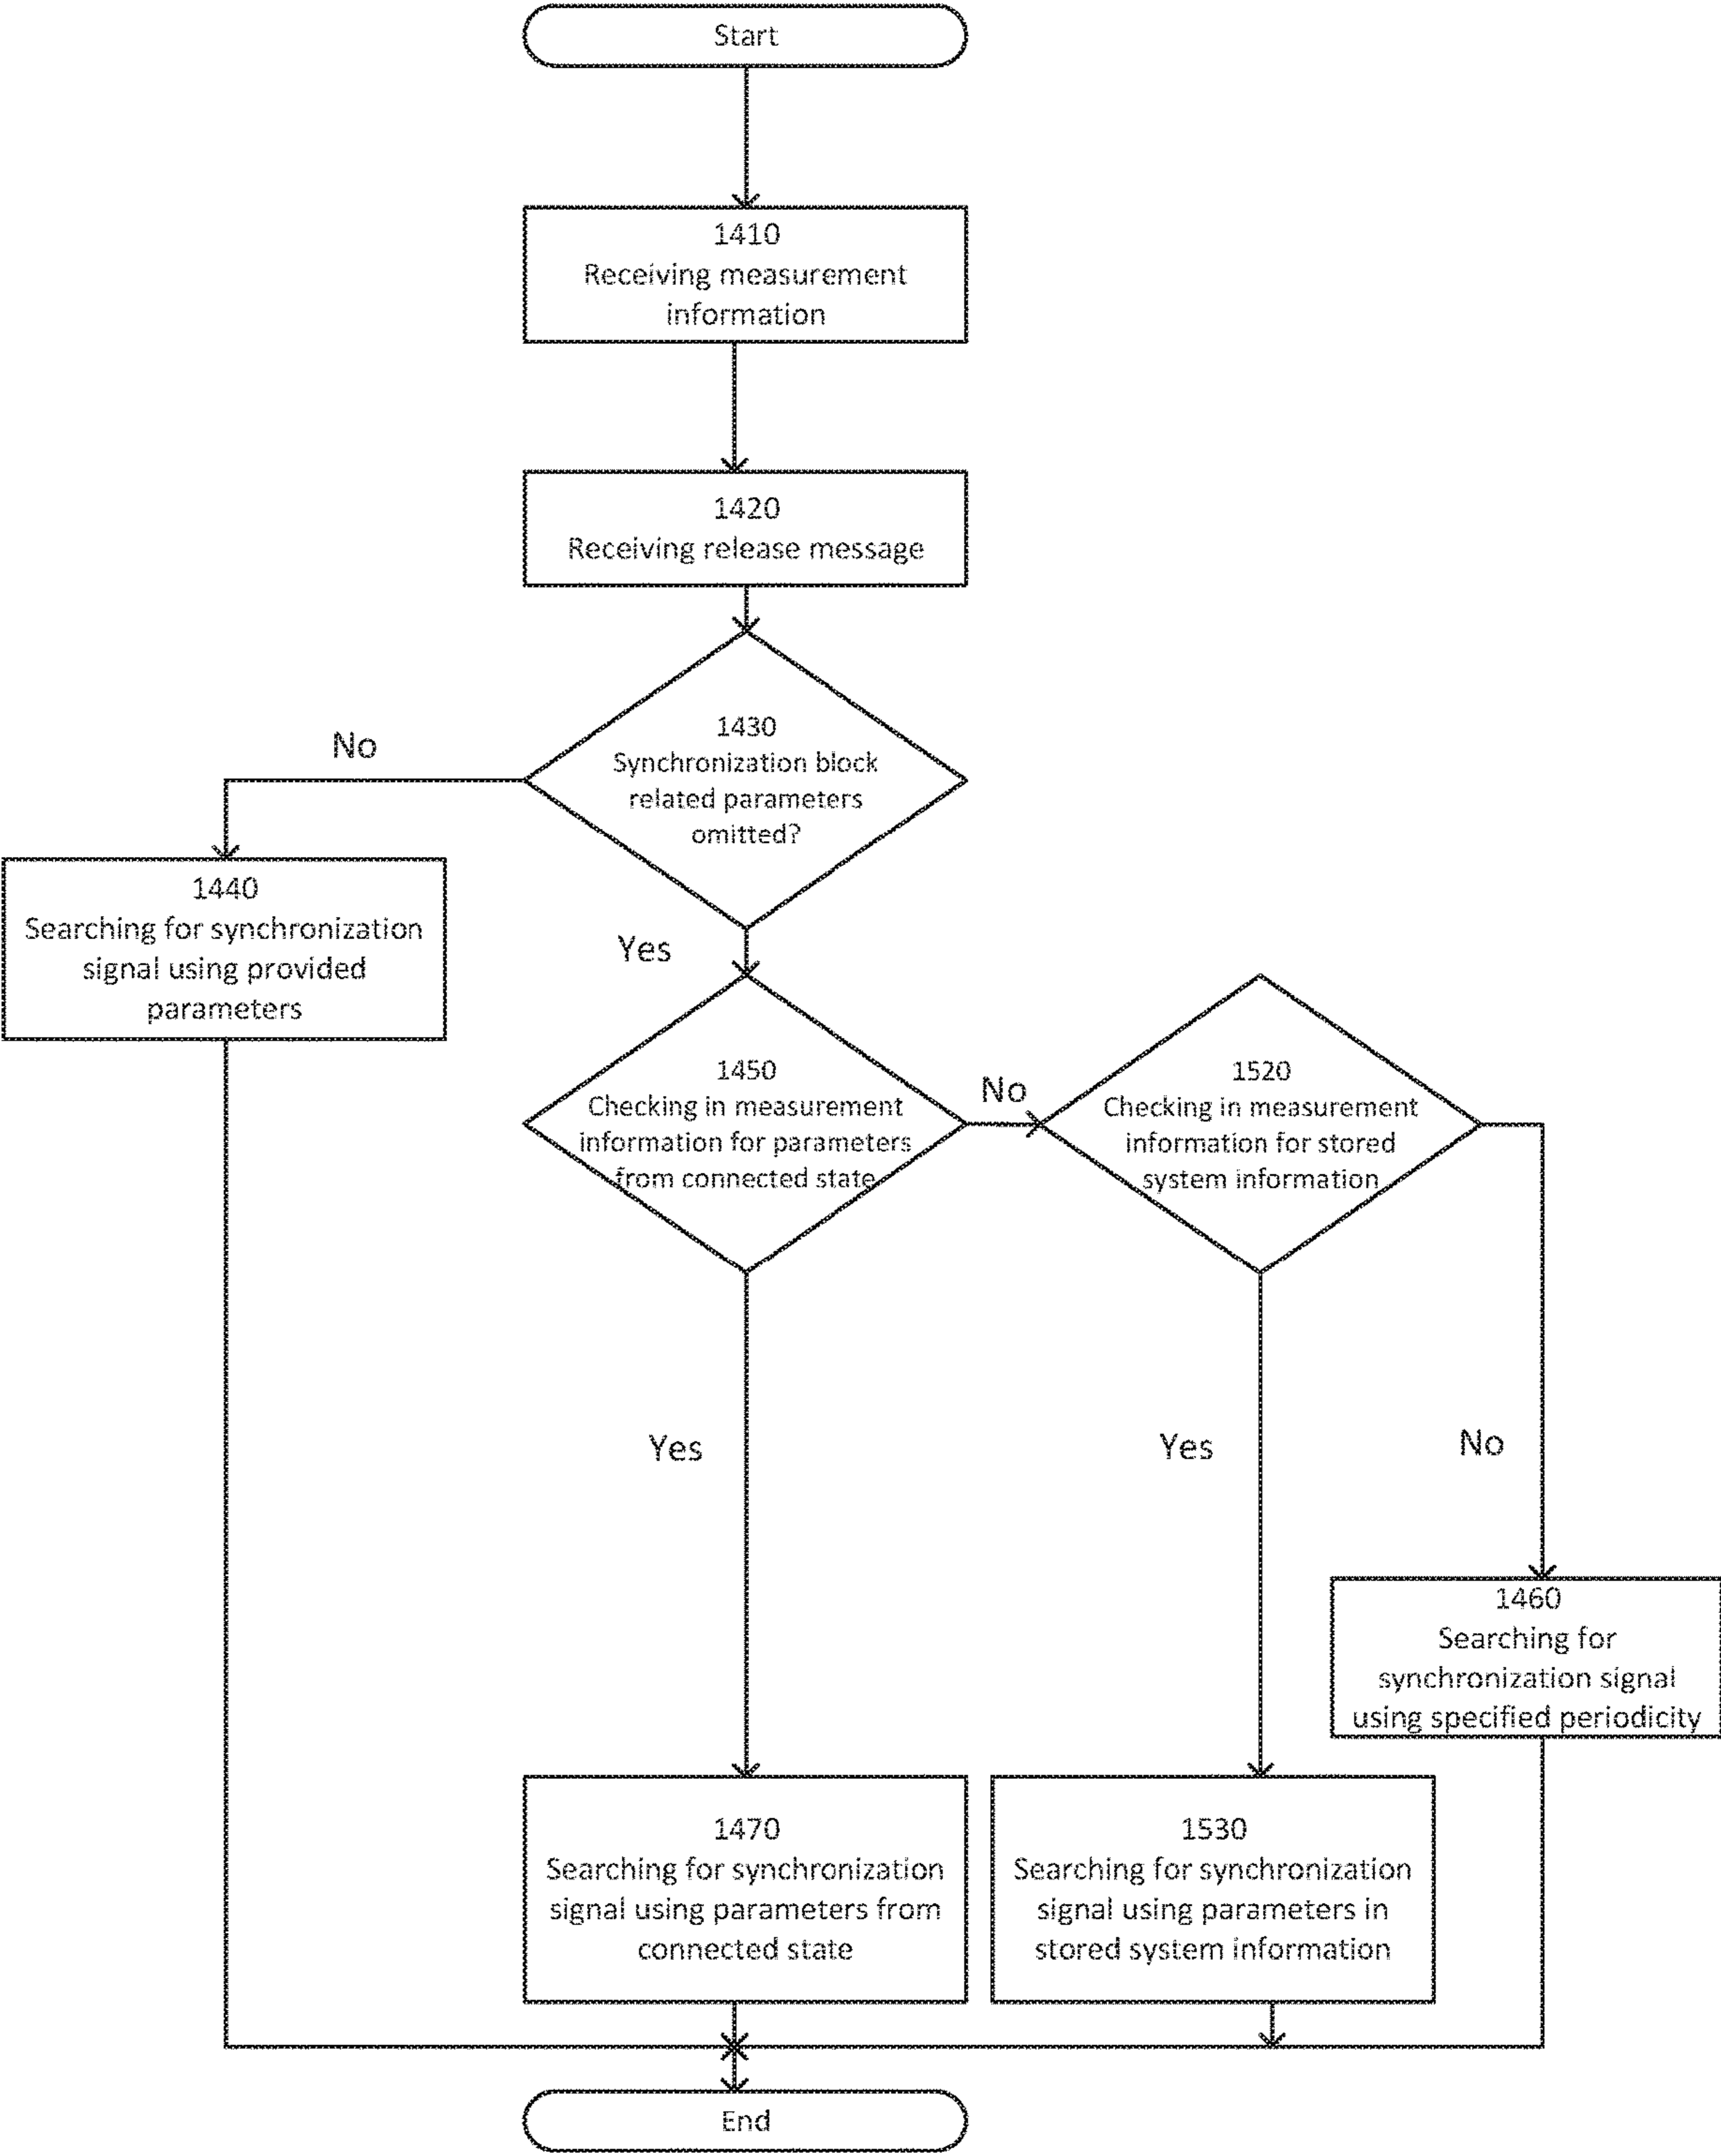 Start
1410
Receiving measurement
information
1420
Receiving release message
1430
Synchronization block
related parameters
omitted?
No
1440
Searching for synchronization
signal using provided
parameters
Yes
1450
Checking in measurement
information for parameters
from connected state
No
1520
Checking in measurement
information for stored
system information
Yes
Yes
No
1460
Searching for
synchronization signal
using specified periodicity
1470
Searching for synchronization
signal using parameters from
connected state
1530
Searching for synchronization
signal using parameters in
stored system information
End